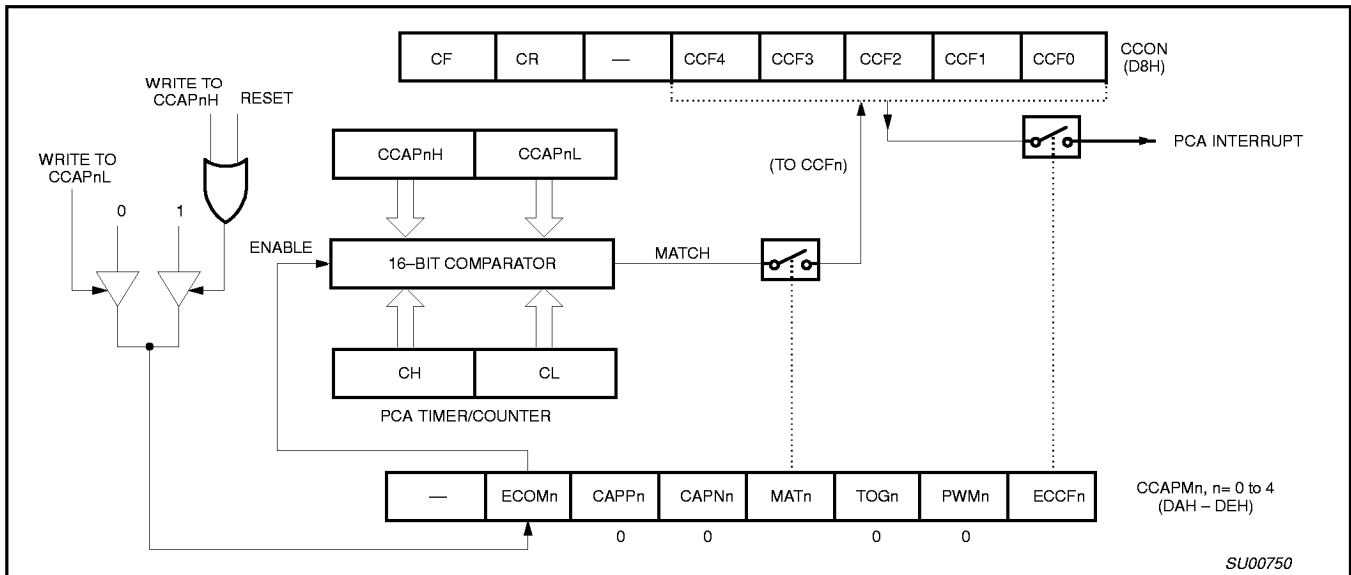 CF CR — CCF4 CCF3 CCF2 CCF1 CCF0
CCON
(D8H)
WRITE TO
CCAPnH
RESET
WRITE TO
CCAPnL
0 1
CCAPnH CCAPnL
(TO CCFn)
PCA INTERRUPT
ENABLE
16–BIT COMPARATOR
MATCH
CH CL
PCA TIMER/COUNTER
— ECOMn CAPPn CAPNn MATn TOGn PWMn ECCFn
CCAPMn, n= 0 to 4
(DAH – DEH)
0 0 0 0
SU00750